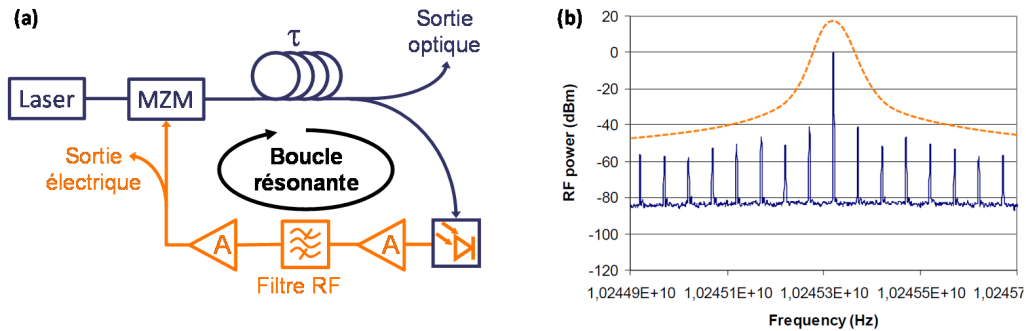 (a)
Sortie
optique
τ
Laser
MZM
Sortie
électrique
Boucle
résonante
A
A
Filtre RF
(b)
RF power (dBm)
20
0
-20
-40
-60
-80
-100
-120
1,02449E+10 1,02451E+10 1,02453E+10 1,02455E+10 1,02457
Frequency (Hz)